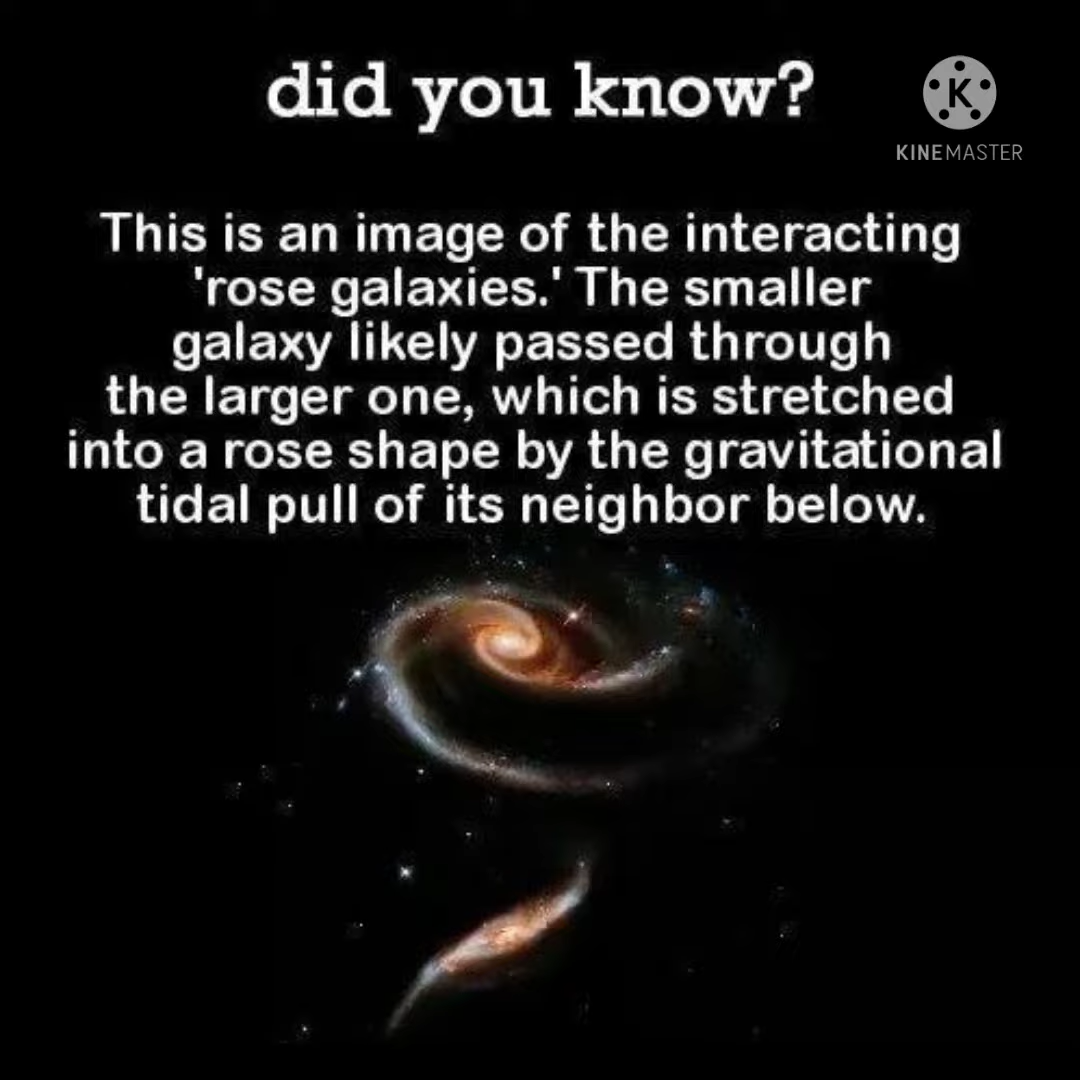 did you know?
K
KINEMASTER
This is an image of the interacting
'rose galaxies.' The smaller
galaxy likely passed through
the larger one, which is stretched
into a rose shape by the gravitational
tidal pull of its neighbor below.